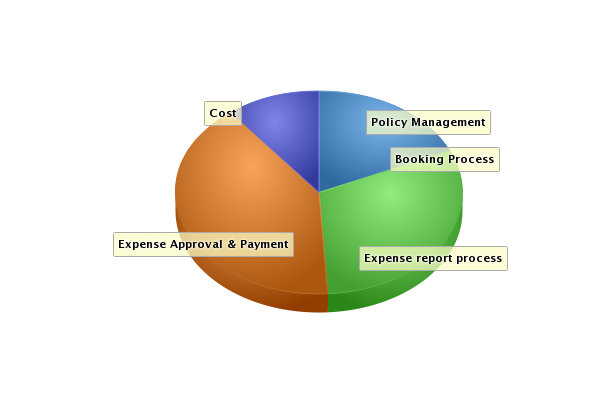 Cost
Policy Management
Booking Process
Expense Approval & Payment
Expense report process